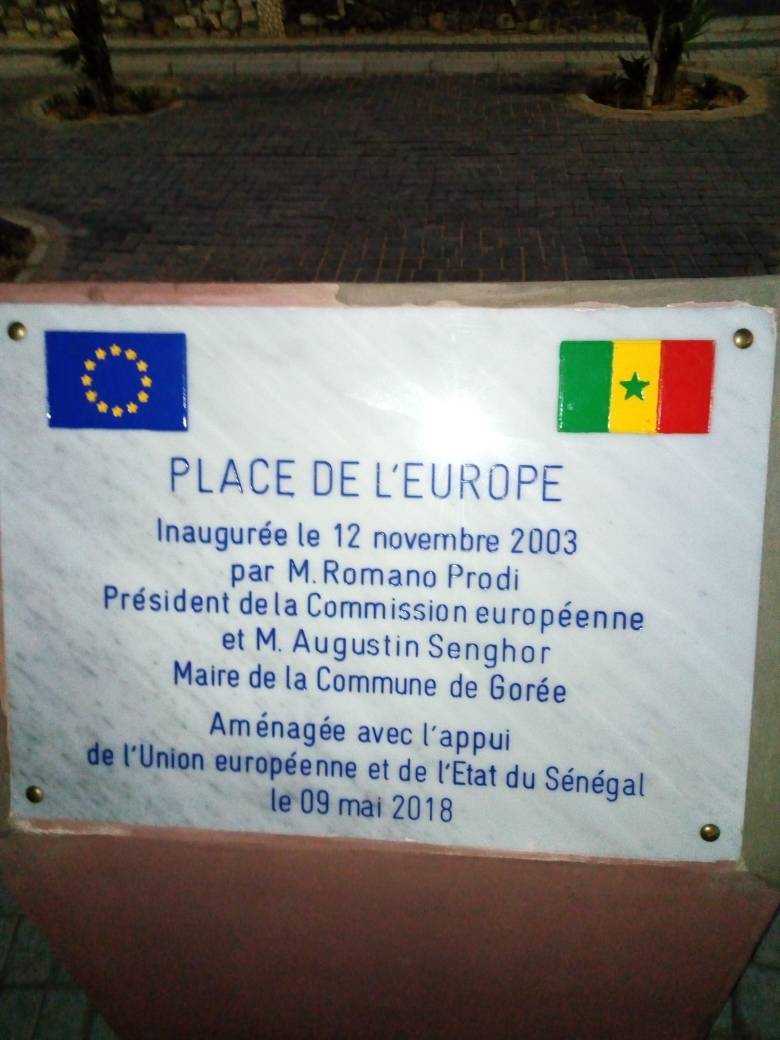 PLACE DE L'EUROPE
Inaugurée le 12 novembre 2003
par M. Romano Prodi
Président de la Commission européenne
et M. Augustin Senghor
Maire de la Commune de Gorée
Aménagée avec l'appui
de l'Union européenne et de l'Etat du Sénégal
le 09 mai 2018